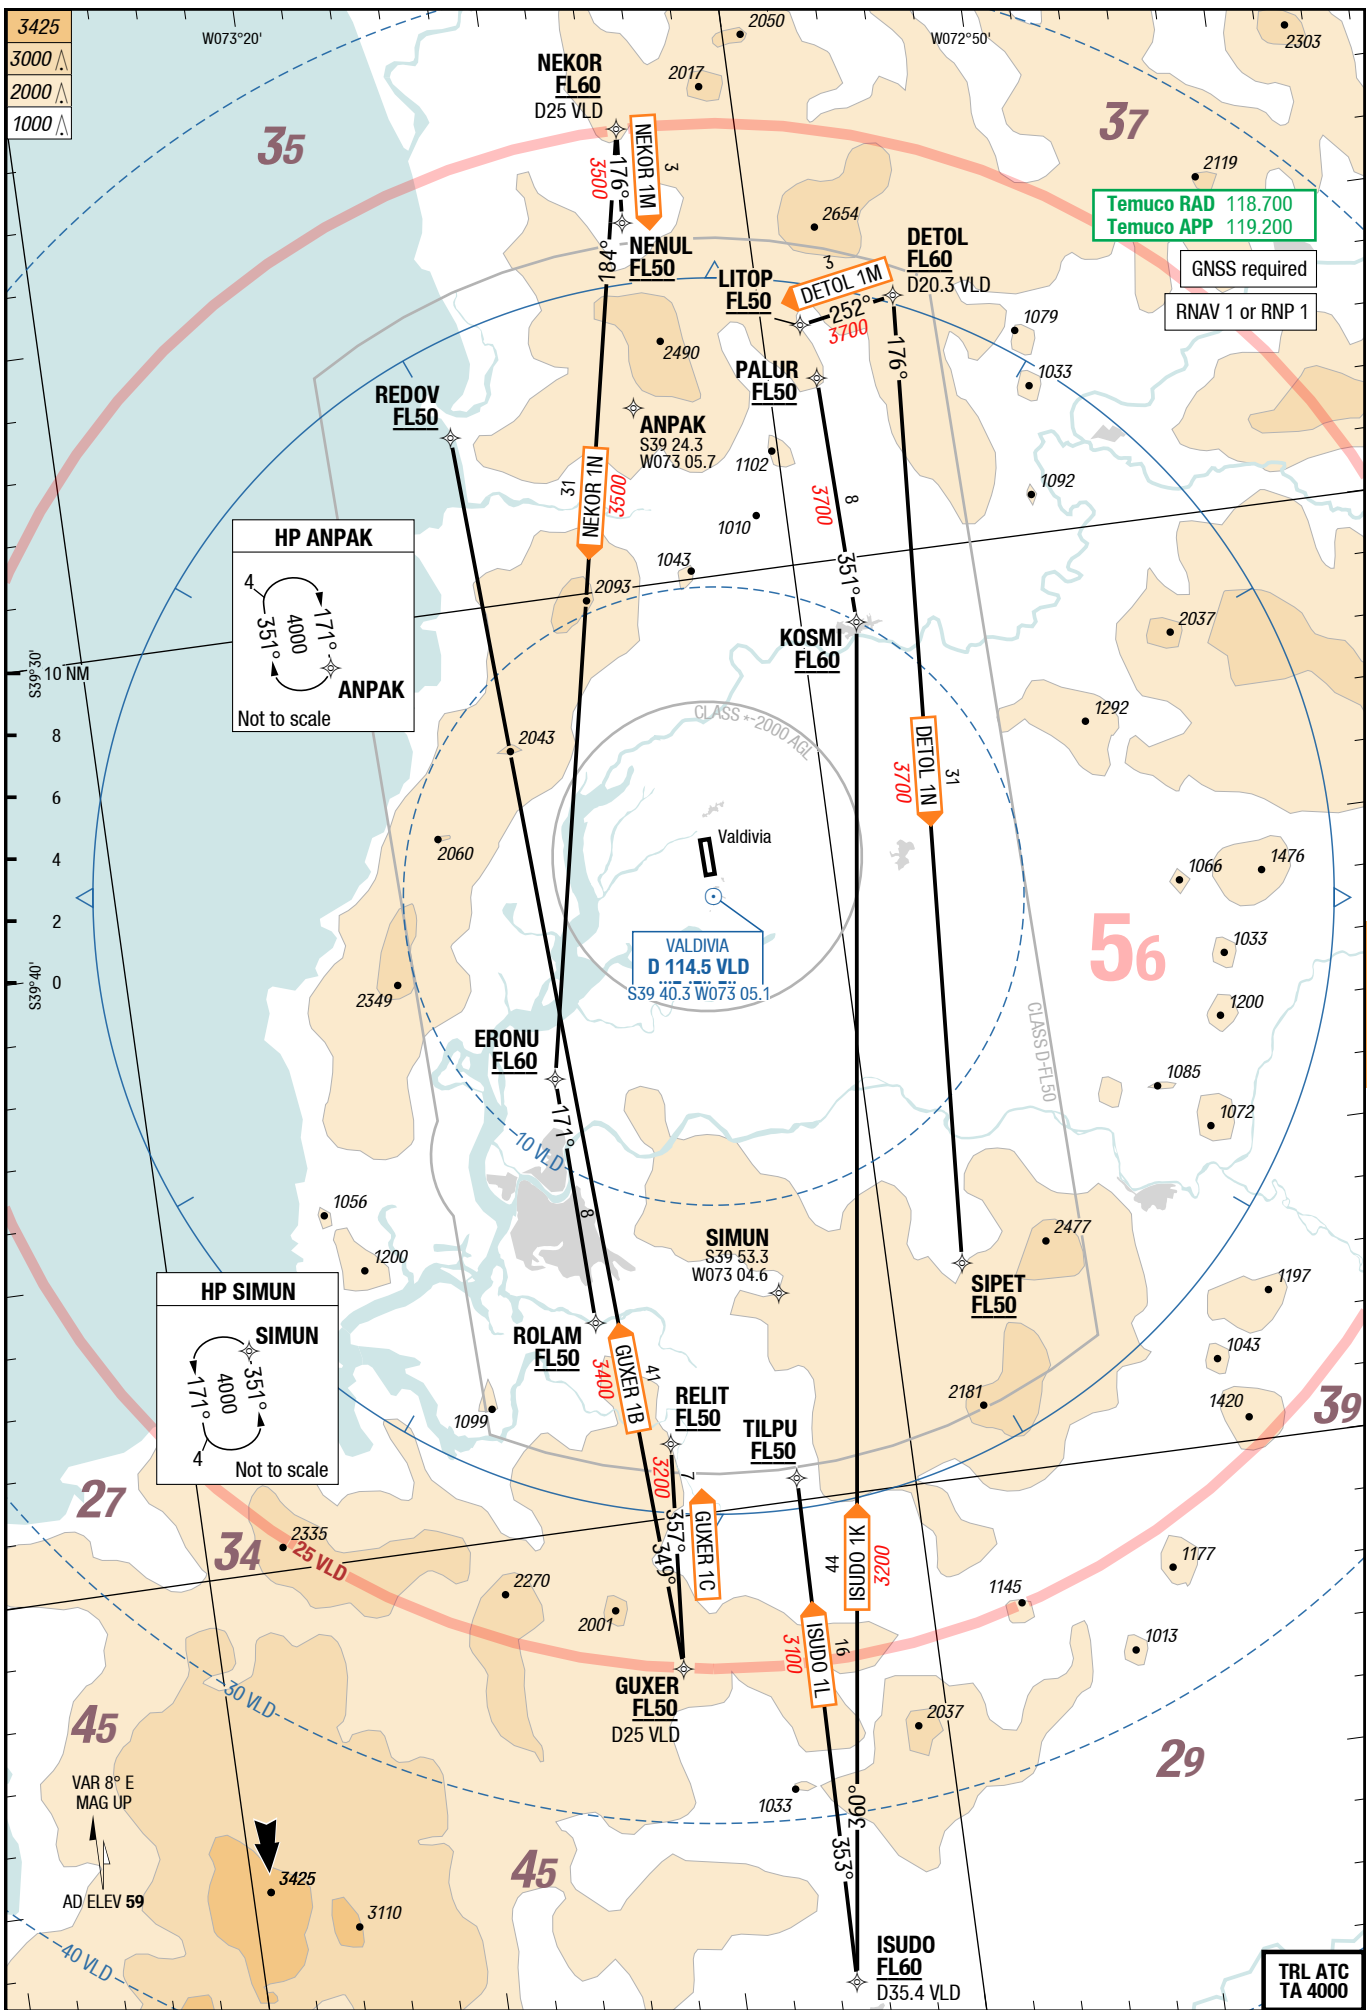 3425
3000
2000
1000
W073°20'
W072°50'
2050
2303
NEKOR
FL60
D25 VLD
2017
35
37
NEKOR 1M
3
176°
3500
184°
2119
Temuco RAD 118.700
Temuco APP 119.200
GNSS required
RNAV 1 or RNP 1
2654
NENUL
FL50
DETOL
FL60
D20.3 VLD
LITOP
FL50
3
DETOL 1M
252°
3700
176°
1079
1033
2490
PALUR
FL50
REDOV
FL50
ANPAK
S39 24.3
W073 05.7
1102
1092
31
NEKOR 1N
3500
3700
8
1010
HP ANPAK
4
351°
4000
171°
ANPAK
Not to scale
1043
351°
2093
KOSMI
FL60
2037
S39°30'
10 NM
8
6
4
2
0
S39°40'
CLASS *-2000 AGL
1292
2043
DETOL 1N
31
3700
2060
Valdivia
1066
1476
56
VALDIVIA
D 114.5 VLD
S39 40.3 W073 05.1
1033
2349
1200
CLASS D-FL50
ERONU
FL60
1085
1072
171°
10 VLD
1056
8
1200
SIMUN
S39 53.3
W073 04.6
2477
SIPET
FL50
1197
HP SIMUN
SIMUN
171°
4000
351°
4
Not to scale
ROLAM
FL50
3400
GUXER 1B
41
1043
2181
1420
39
1099
RELIT
FL50
TILPU
FL50
3200
7
357°
GUXER 1C
349°
27
34
2335
25 VLD
44
ISUDO 1K
3200
1177
2270
2001
1145
ISUDO 1L
16
3100
1013
GUXER
FL50
D25 VLD
30 VLD
45
2037
29
VAR 8° E
MAG UP
1033
360°
353°
AD ELEV 59
3425
45
3110
40 VLD
ISUDO
FL60
D35.4 VLD
TRL ATC
TA 4000